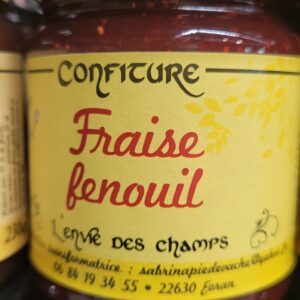 CONFITURE
Fraise
fenouil
L'ENVIE DES CHAMPS
06 84 19 34 55 • 22630 Evran